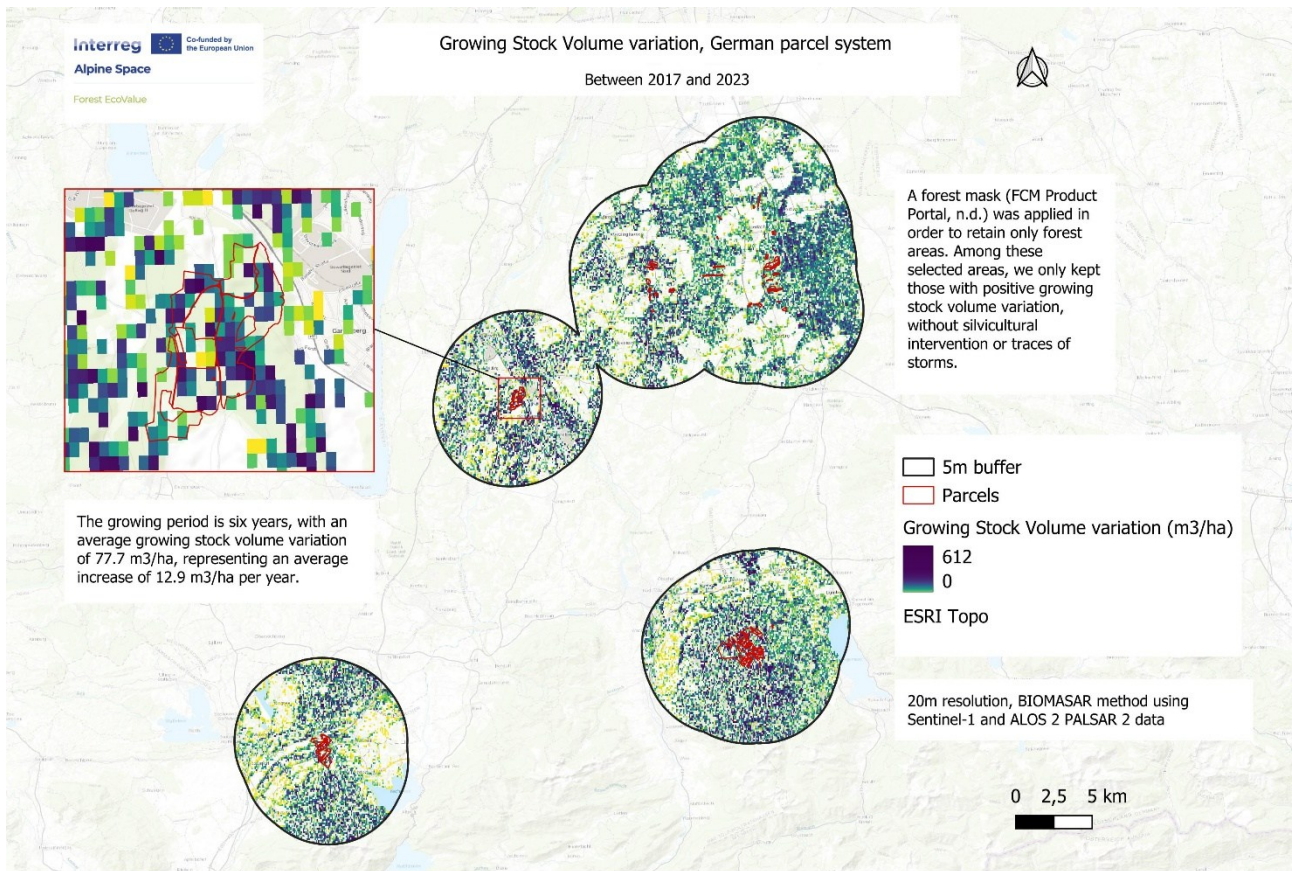 Interreg
Co-funded by
the European Union
Alpine Space
Forest EcoValue
Growing Stock Volume variation, German parcel system
Between 2017 and 2023
A forest mask (FCM Product
Portal, n.d.) was applied in
order to retain only forest
areas. Among these
selected areas, we only kept
those with positive growing
stock volume variation,
without silvicultural
intervention or traces of
storms.
The growing period is six years, with an
average growing stock volume variation
of 77.7 m3/ha, representing an average
increase of 12.9 m3/ha per year.
5m buffer
Parcels
Growing Stock Volume variation (m3/ha)
612
0
ESRI Topo
20m resolution, BIOMASAR method using
Sentinel-1 and ALOS 2 PALSAR 2 data
0 2,5 5 km